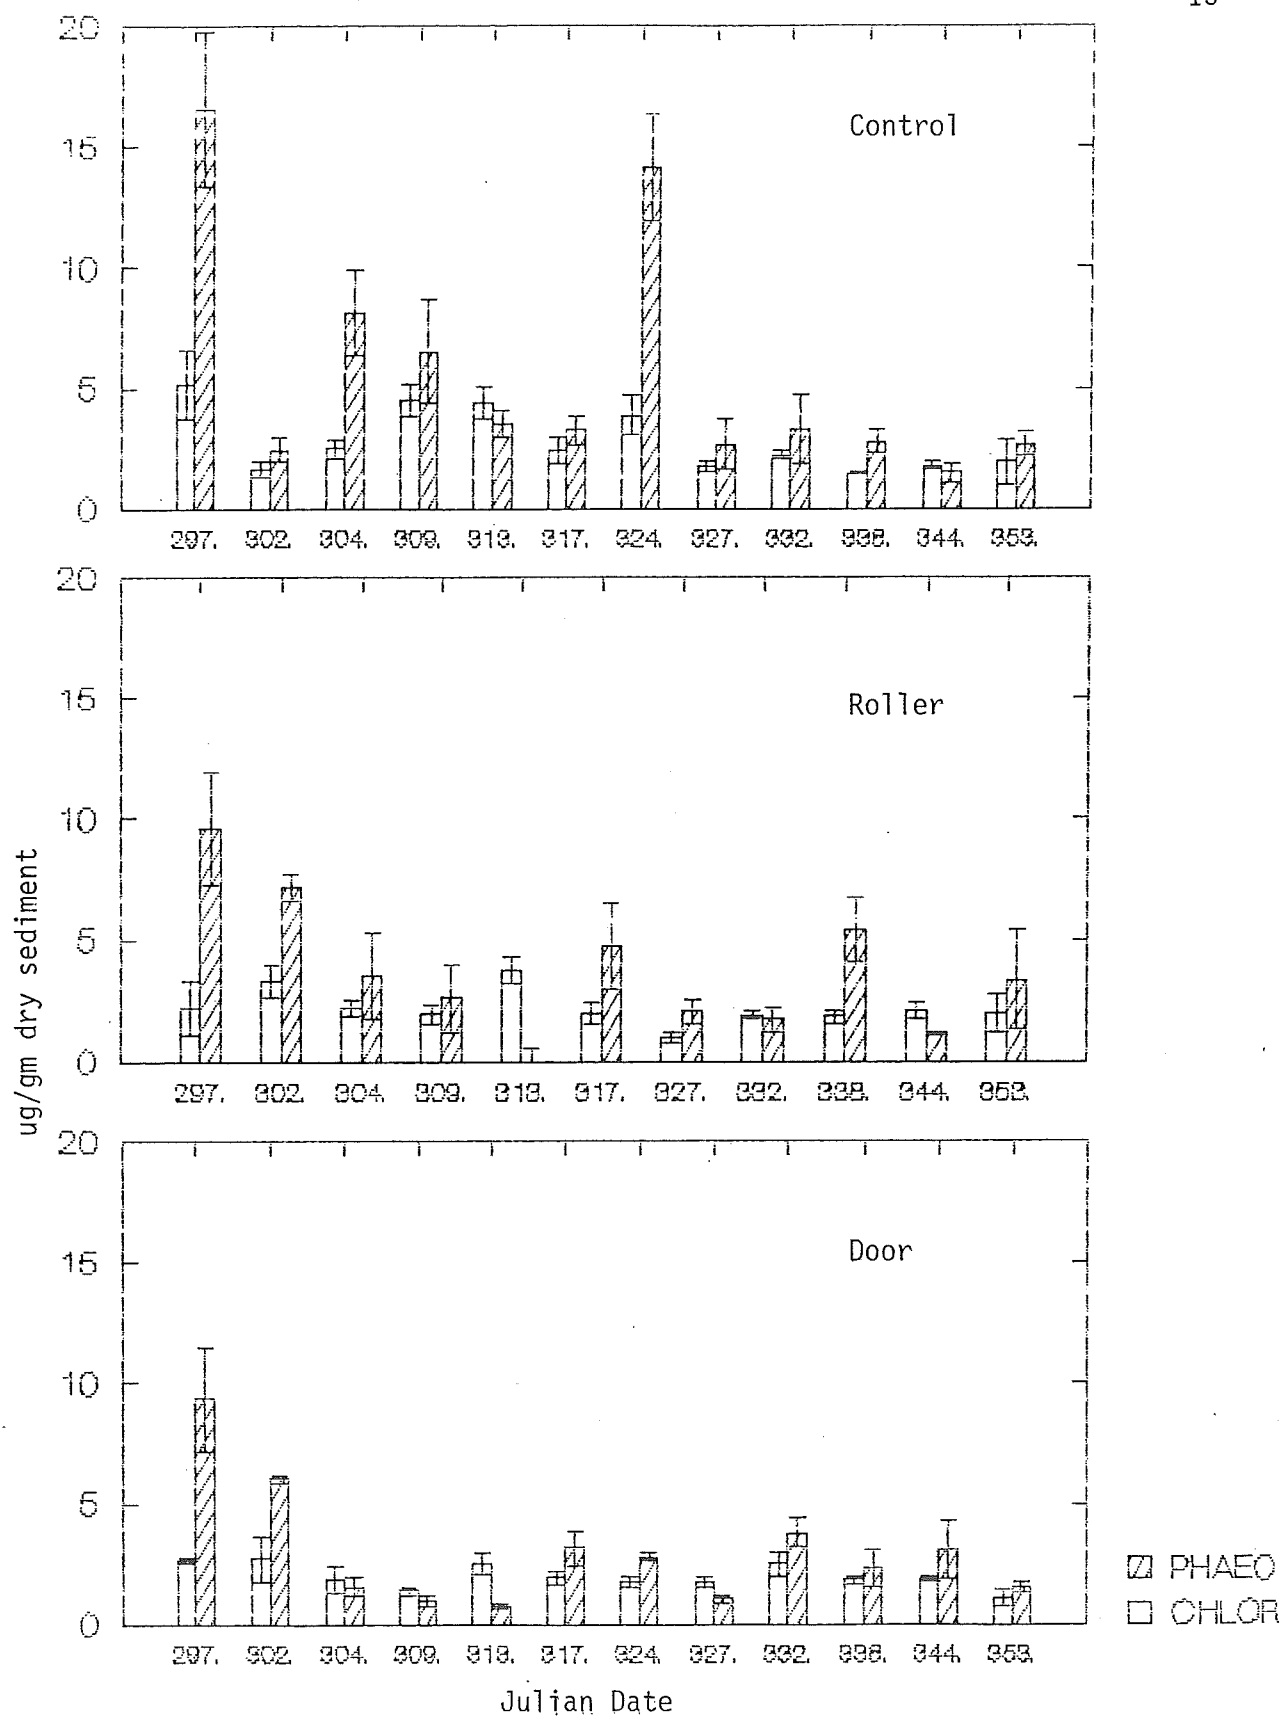 20
15
10
5
0
Control
297. 302. 304. 309. 313. 317. 324. 327. 332. 338. 344. 353.
20
15
10
5
0
Roller
297. 302. 304. 309. 313. 317. 327. 332. 338. 344. 353.
ug/gm dry sediment
20
15
10
5
0
Door
297. 302. 304. 309. 313. 317. 324. 327. 332. 338. 344. 353.
Julian Date
PHAEO
CHLOR